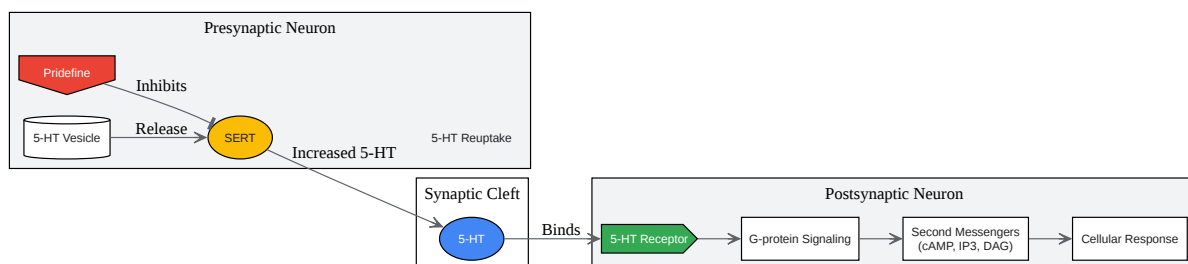 Presynaptic Neuron
Pridefine
Inhibits
5-HT Vesicle
Release
SERT
5-HT Reuptake
Increased 5-HT
Synaptic Cleft
5-HT
Binds
Postsynaptic Neuron
5-HT Receptor
G-protein Signaling
Second Messengers
(cAMP, IP3, DAG)
Cellular Response